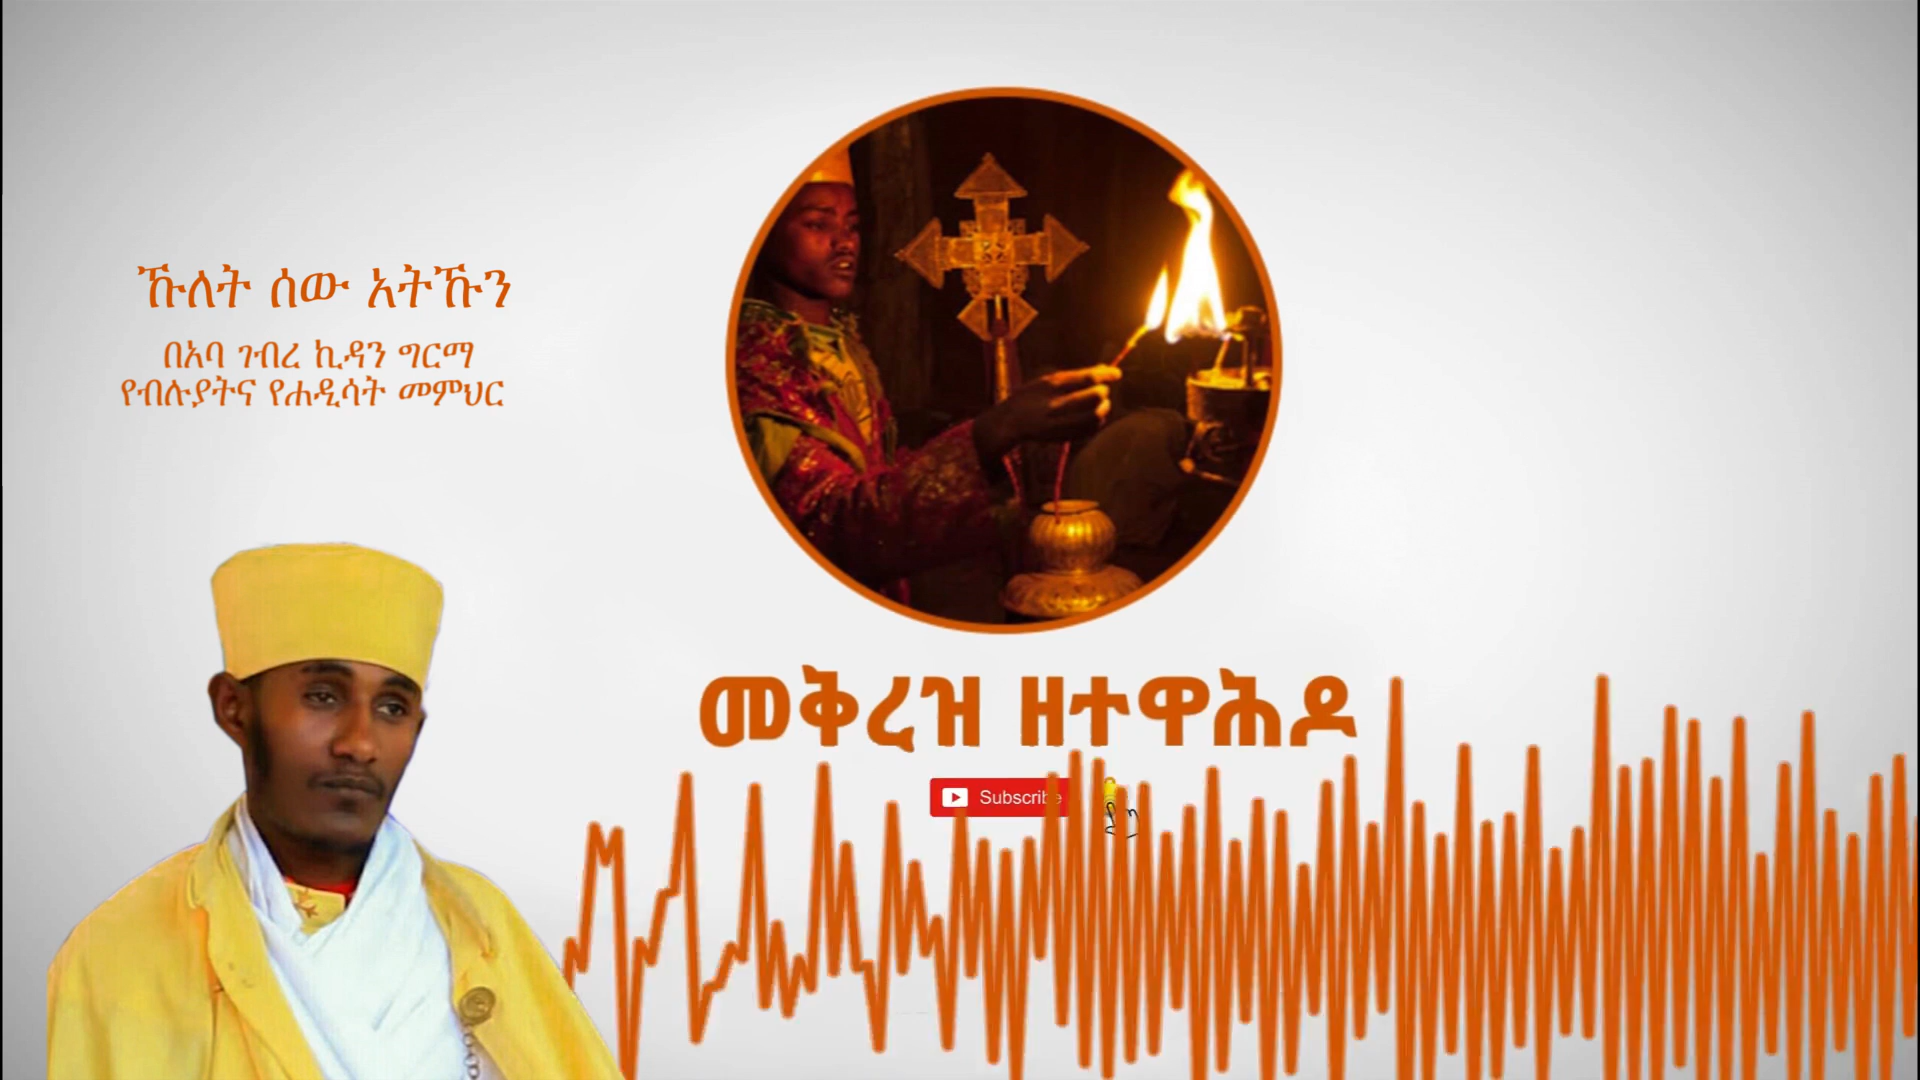 ኹለት ሰው አትኹን
በአባ ገብረ ኪዳን ግርማ
የብሉያትና የሐዲሳት መምህር
መቅረዝ ዘተዋሕዶ
Subscribe